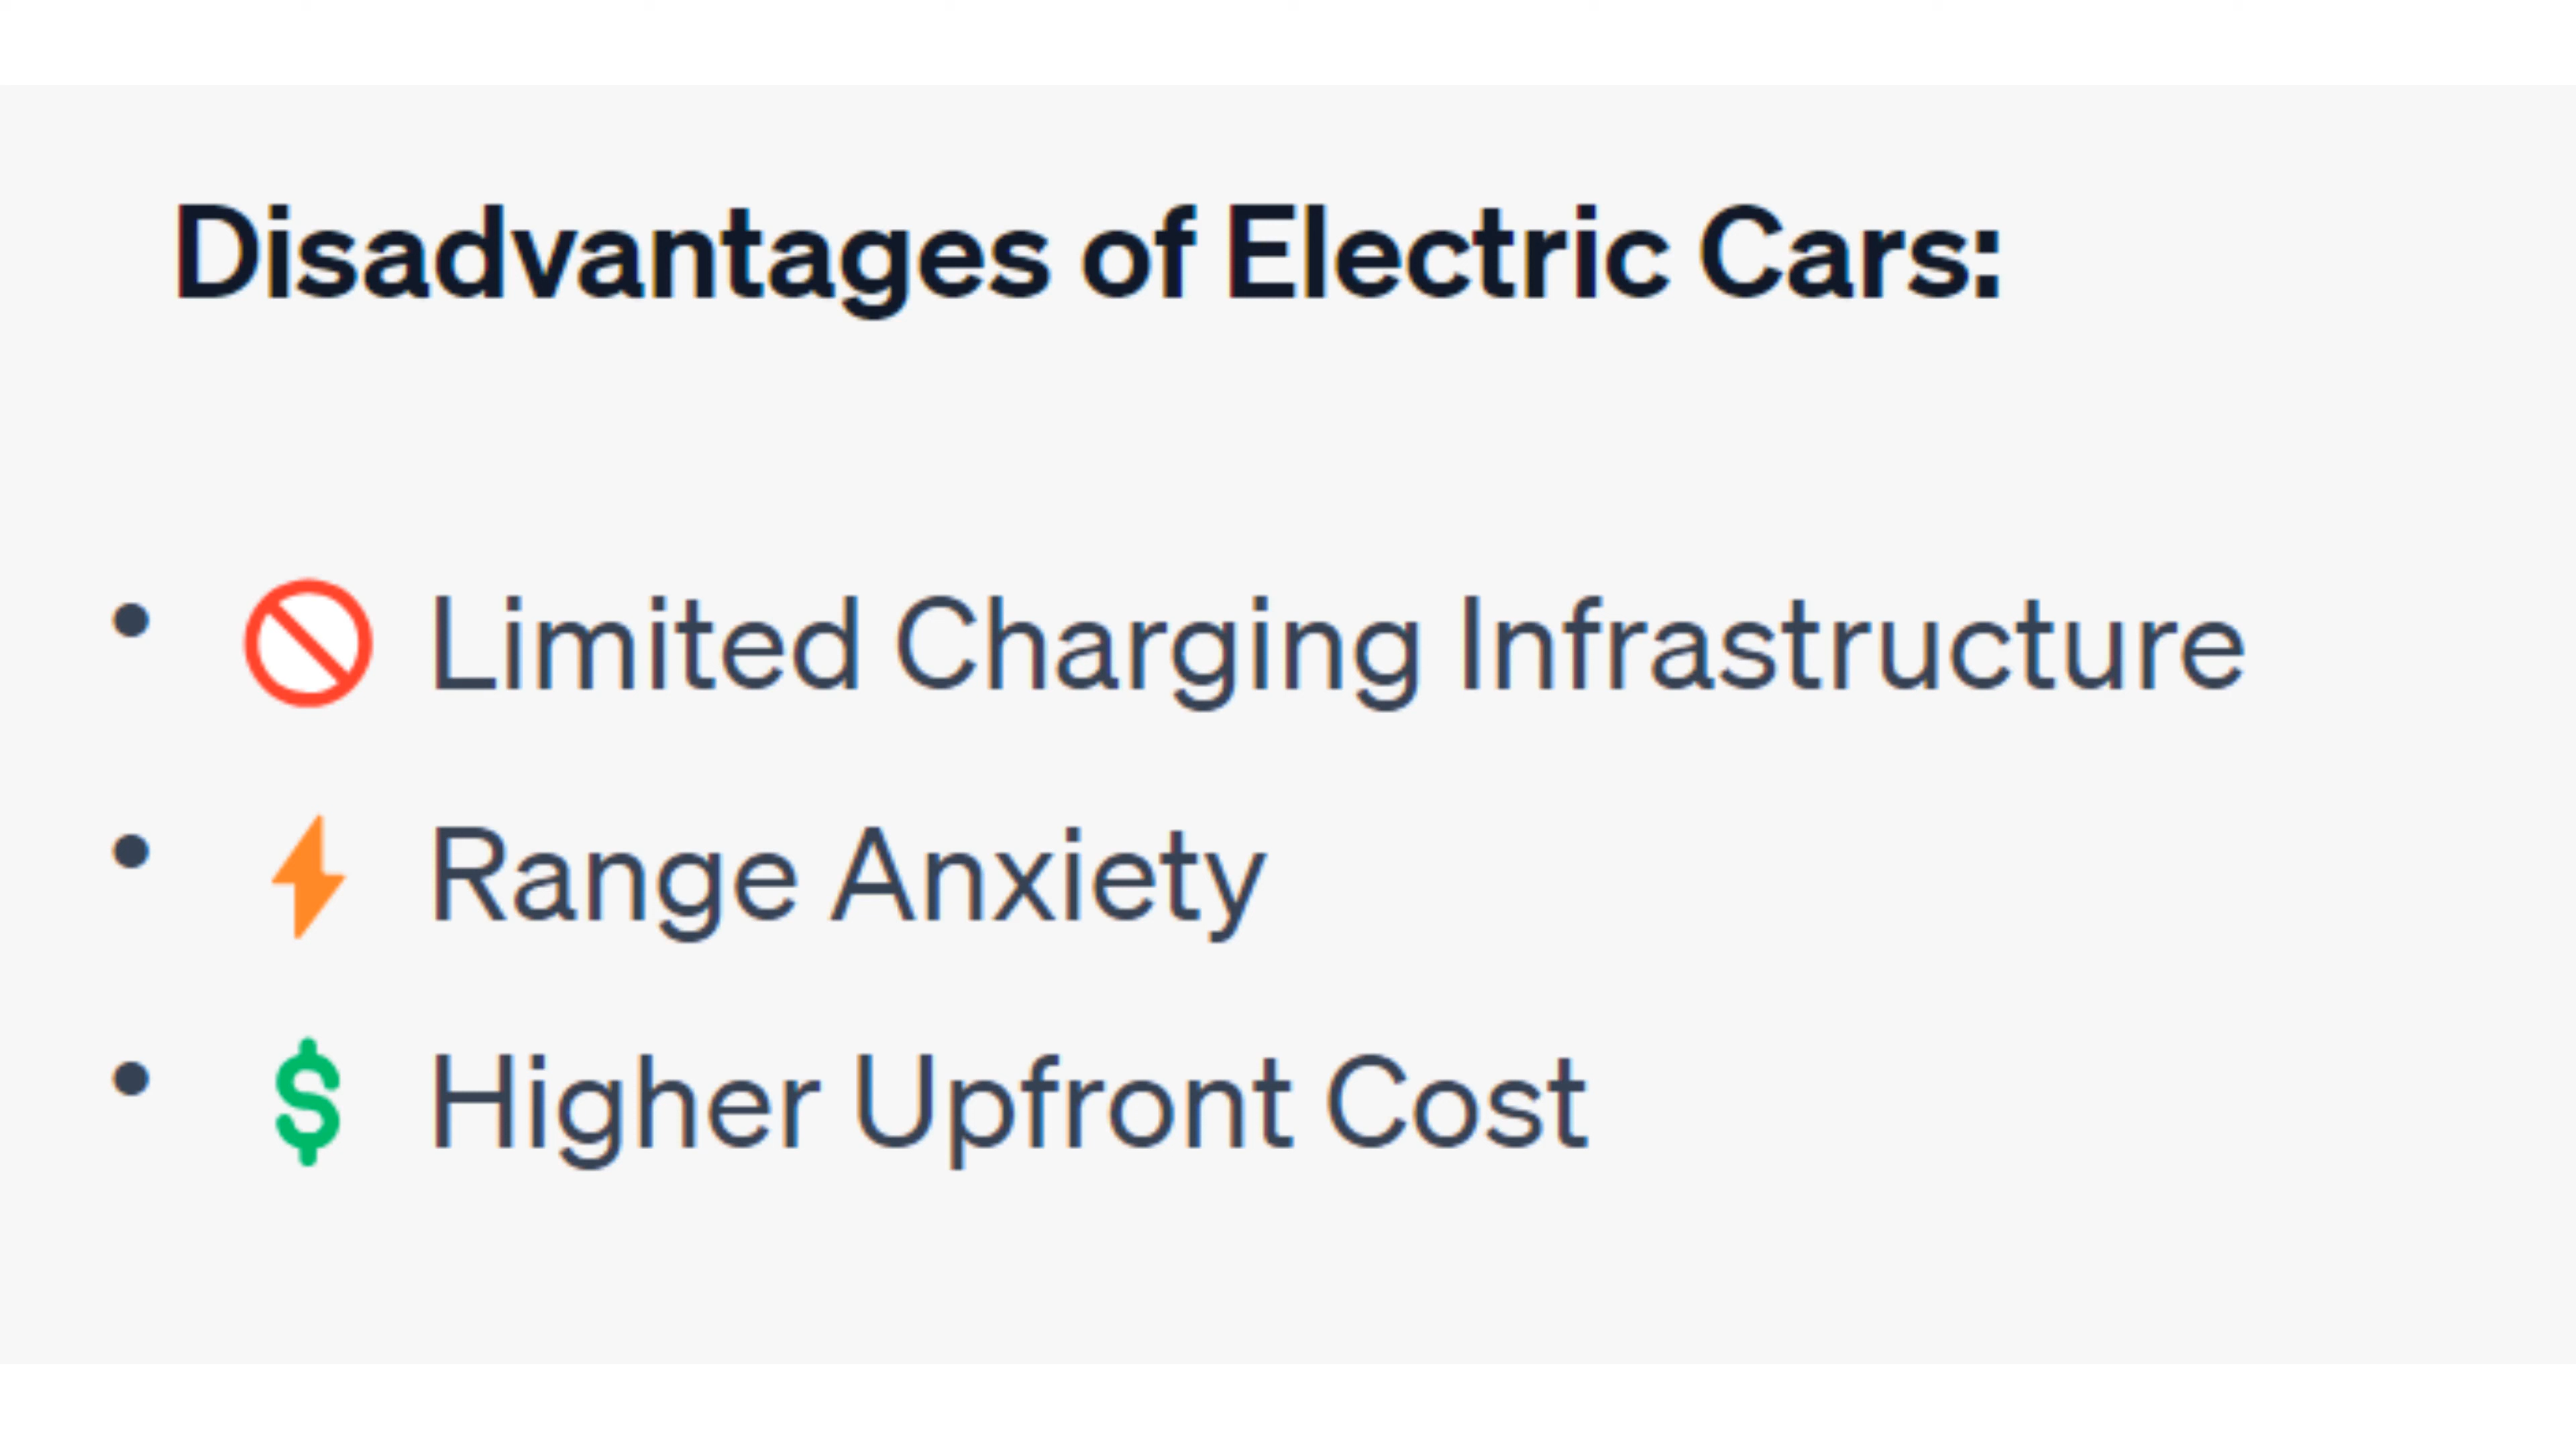 Disadvantages of Electric Cars:
• 🚫 Limited Charging Infrastructure
• ⚡ Range Anxiety
• 💲 Higher Upfront Cost